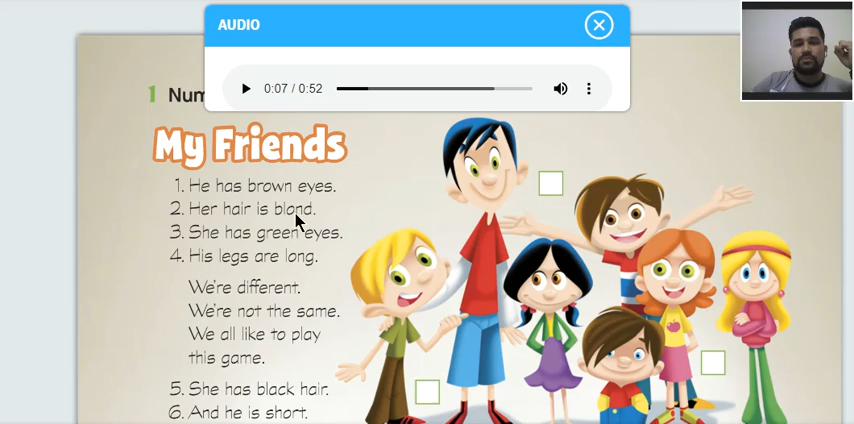 AUDIO
0:07 / 0:52
1 Num
My Friends
1. He has brown eyes.
2. Her hair is blond.
3. She has green eyes.
4. His legs are long.
We're different.
We're not the same.
We all like to play
this game.
5. She has black hair.
6. And he is short.